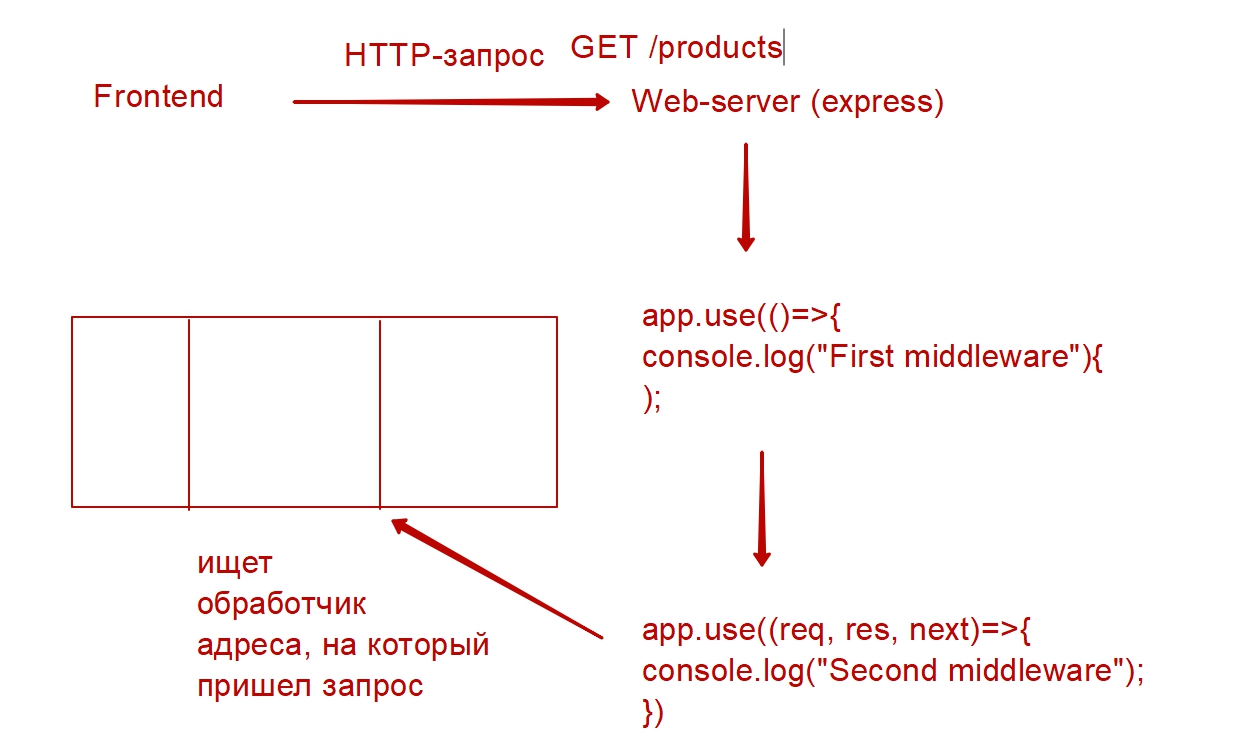 HTTP-запрос GET /products
Frontend
Web-server (express)
app.use(()=>{
console.log("First middleware"){
);
ищет
обработчик
адреса, на который
пришел запрос
app.use((req, res, next)=>{
console.log("Second middleware");
})